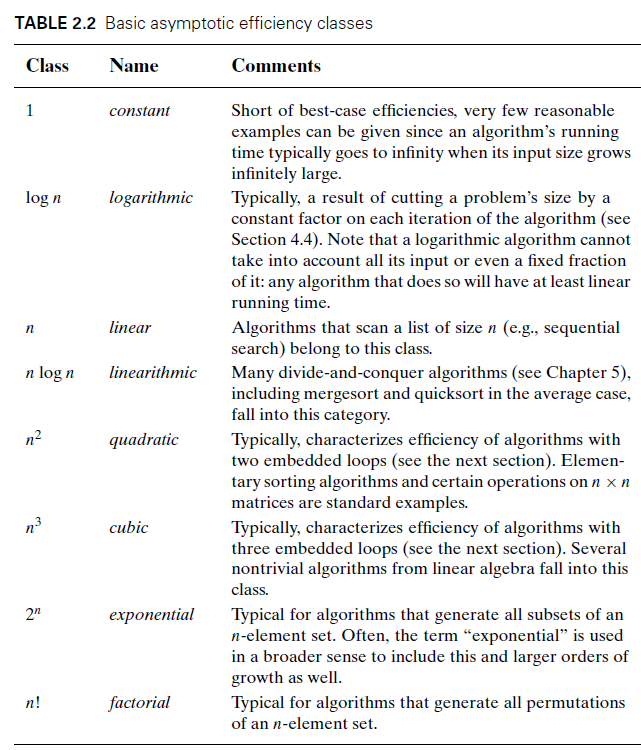 TABLE 2.2 Basic asymptotic efficiency classes
Class Name Comments
1 constant Short of best-case efficiencies, very few reasonable
examples can be given since an algorithm's running
time typically goes to infinity when its input size grows
infinitely large.
log n logarithmic Typically, a result of cutting a problem's size by a
constant factor on each iteration of the algorithm (see
Section 4.4). Note that a logarithmic algorithm cannot
take into account all its input or even a fixed fraction
of it: any algorithm that does so will have at least linear
running time.
n linear Algorithms that scan a list of size n (e.g., sequential
search) belong to this class.
n log n linearithmic Many divide-and-conquer algorithms (see Chapter 5),
including mergesort and quicksort in the average case,
fall into this category.
n² quadratic Typically, characterizes efficiency of algorithms with
two embedded loops (see the next section). Elemen-
tary sorting algorithms and certain operations on n × n
matrices are standard examples.
n³ cubic Typically, characterizes efficiency of algorithms with
three embedded loops (see the next section). Several
nontrivial algorithms from linear algebra fall into this
class.
2ⁿ exponential Typical for algorithms that generate all subsets of an
n-element set. Often, the term “exponential” is used
in a broader sense to include this and larger orders of
growth as well.
n! factorial Typical for algorithms that generate all permutations
of an n-element set.